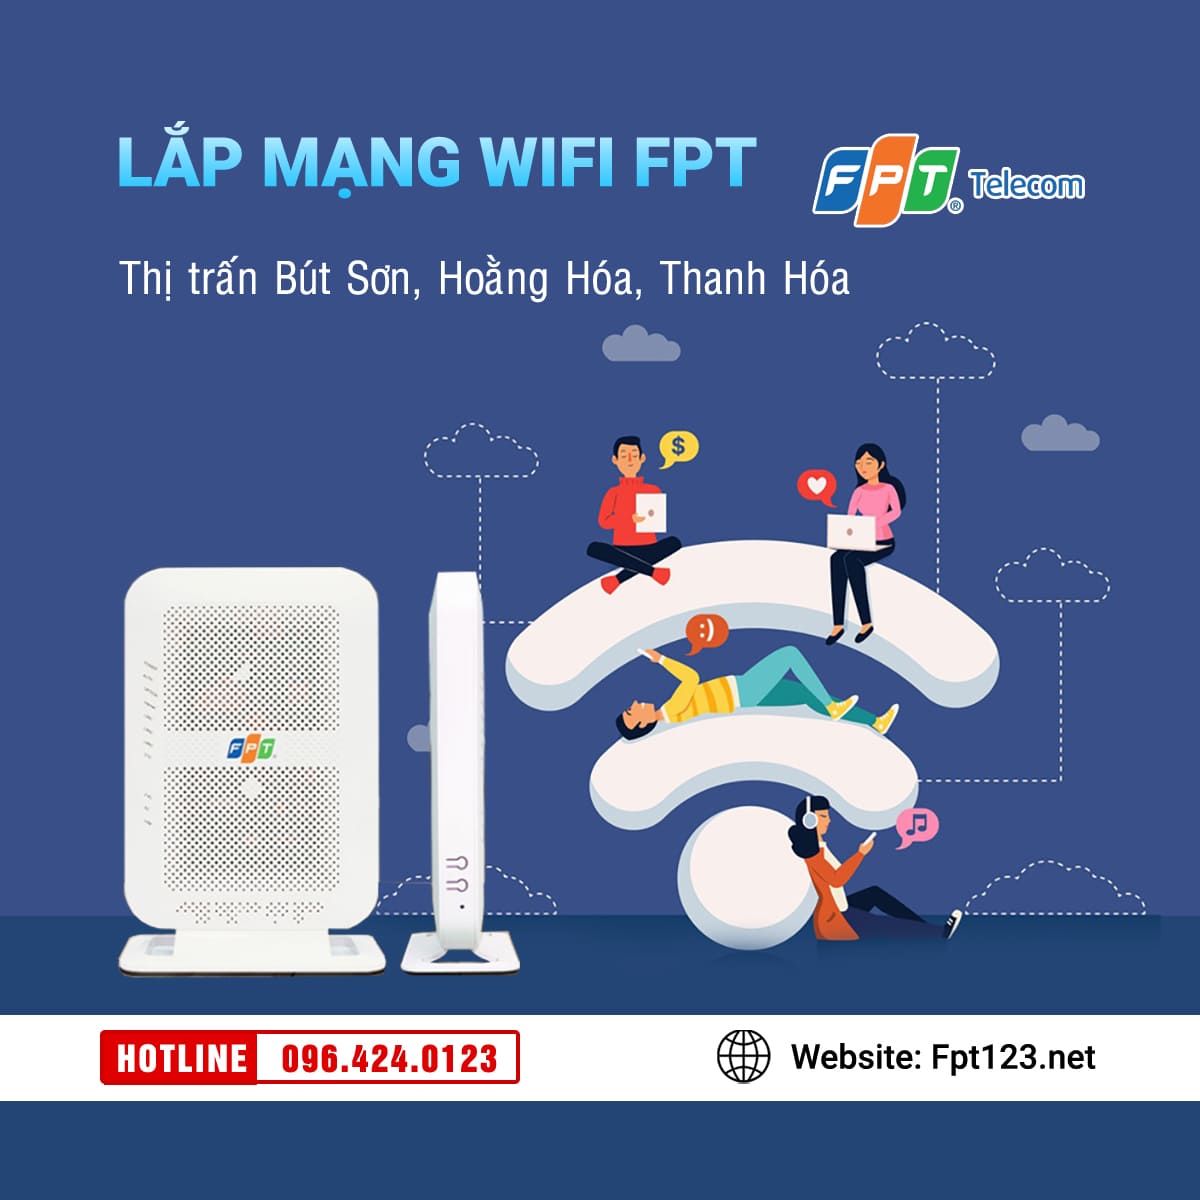 LẮP MẠNG WIFI FPT
FPT® Telecom
Thị trấn Bút Sơn, Hoằng Hóa, Thanh Hóa
$
FPT
HOTLINE 096.424.0123
Website: Fpt123.net